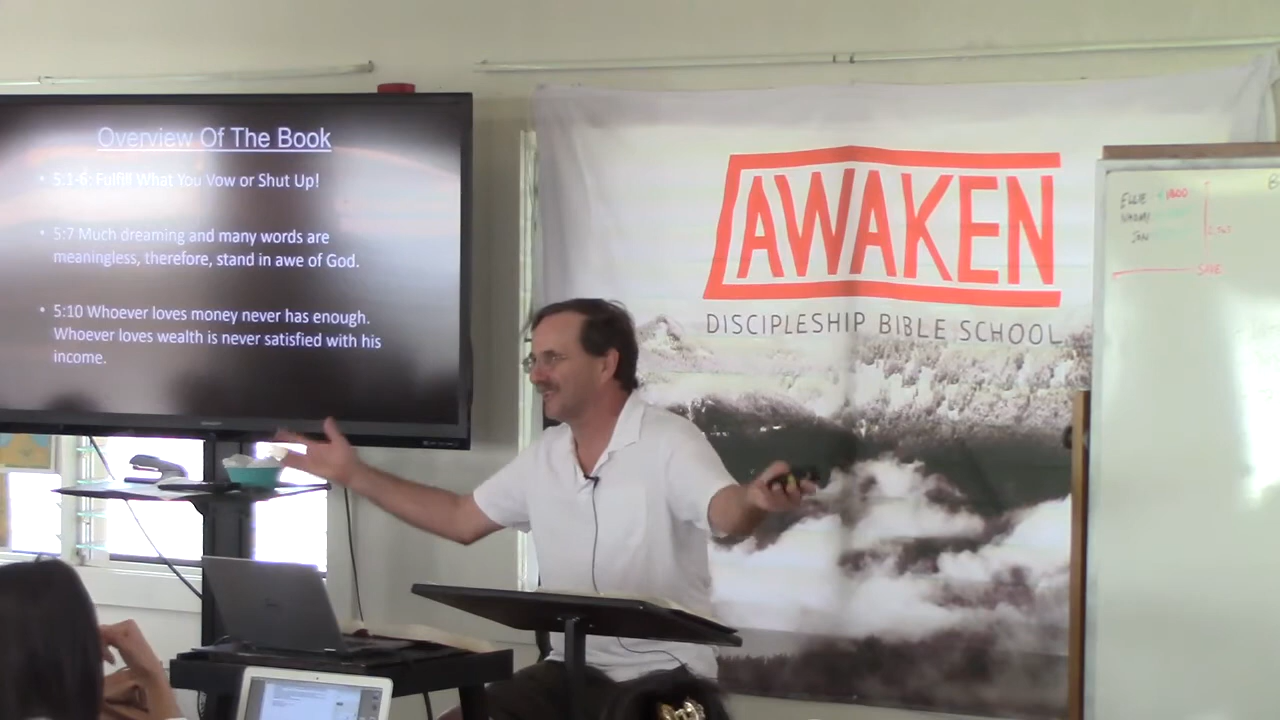 Overview Of The Book
• 5:1-6: Fulfill What You Vow or Shut Up!
• 5:7 Much dreaming and many words are
meaningless, therefore, stand in awe of God.
• 5:10 Whoever loves money never has enough.
Whoever loves wealth is never satisfied with his
income.
AWAKEN
DISCIPLESHIP BIBLE SCHOOL
ELLIE